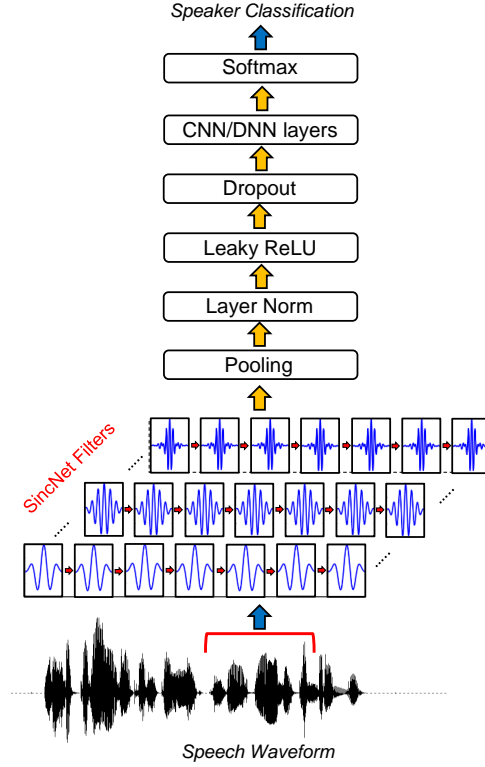 Speaker Classification
Softmax
CNN/DNN layers
Dropout
Leaky ReLU
Layer Norm
Pooling
SincNet Filters
Speech Waveform